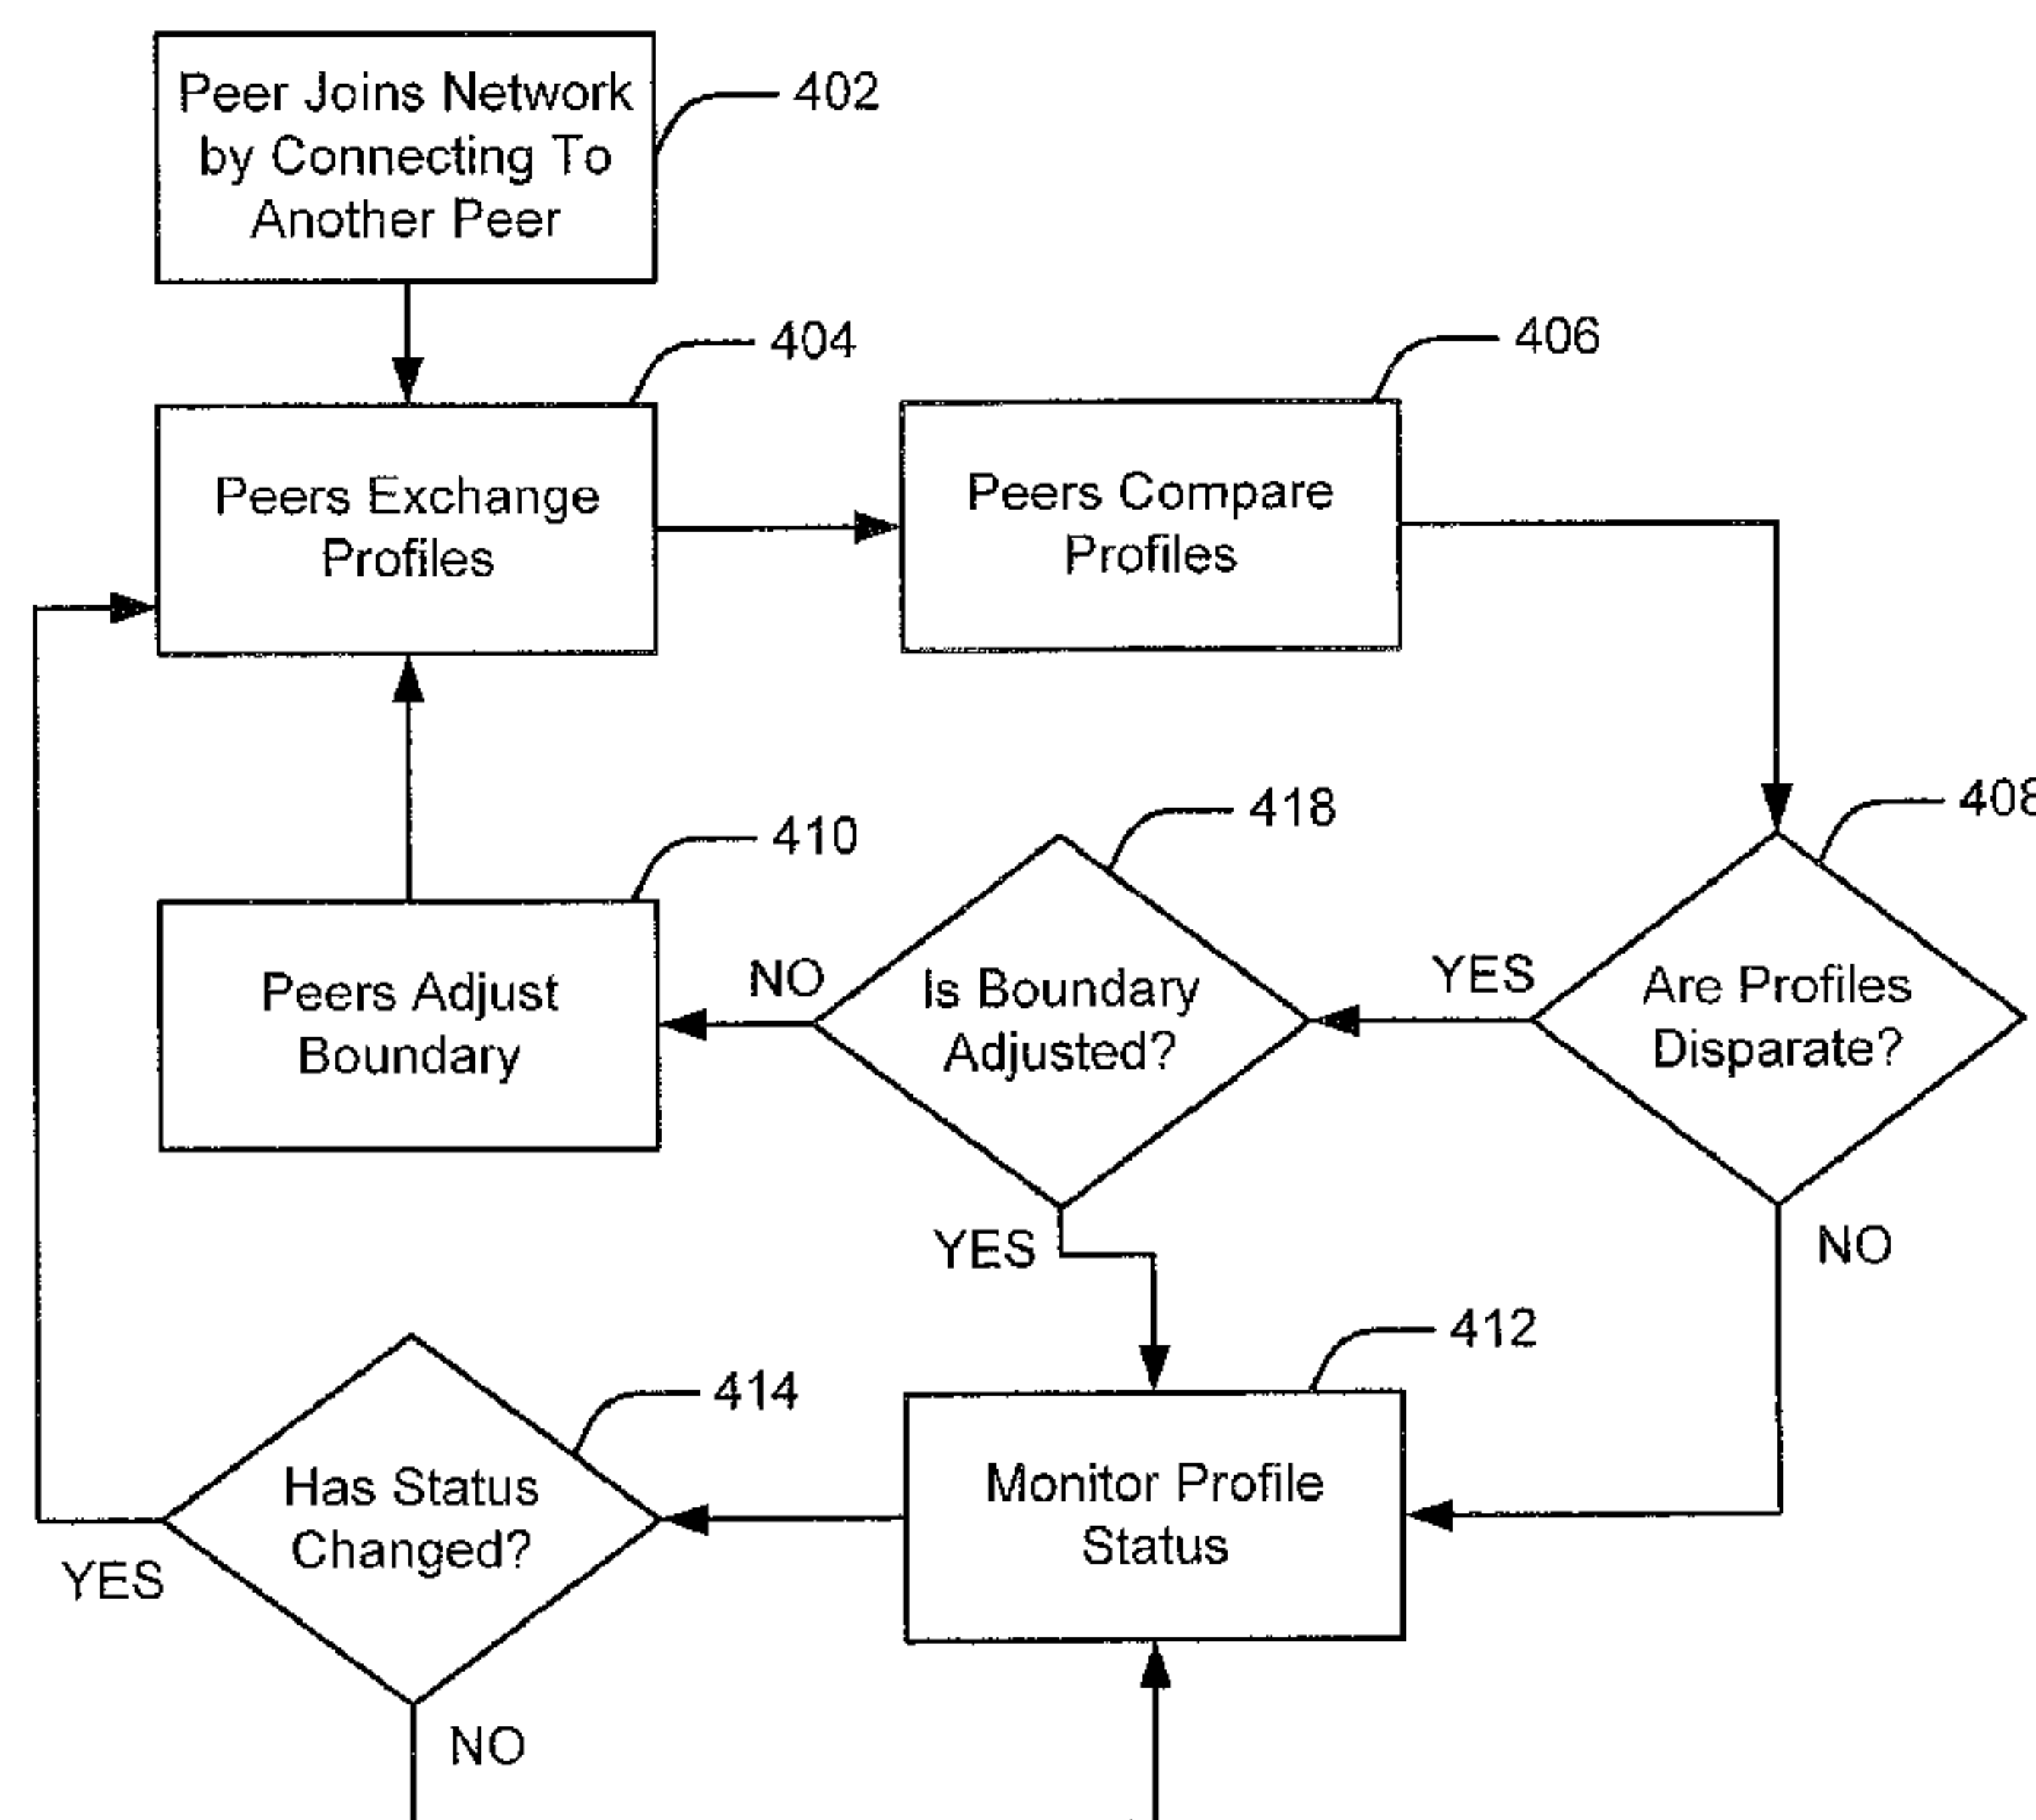 Peer Joins Network
by Connecting To
Another Peer
402
404
406
Peers Exchange
Profiles
Peers Compare
Profiles
410
418
408
Peers Adjust
Boundary
NO
Is Boundary
Adjusted?
YES
Are Profiles
Disparate?
YES
NO
412
414
Has Status
Changed?
Monitor Profile
Status
YES
NO